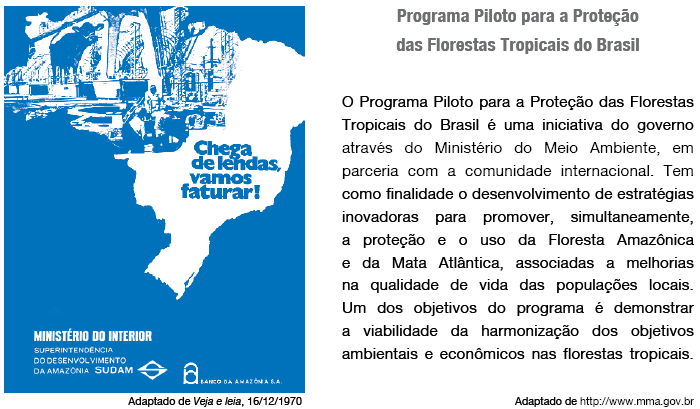 Chega
de lendas,
vamos
faturar!
MINISTÉRIO DO INTERIOR
SUPERINTENDÊNCIA
DO DESENVOLVIMENTO
DA AMAZÔNIA SUDAM
BANCO DA AMAZÔNIA S.A.
Adaptado de Veja e leia, 16/12/1970
Programa Piloto para a Proteção
das Florestas Tropicais do Brasil
O Programa Piloto para a Proteção das Florestas
Tropicais do Brasil é uma iniciativa do governo
através do Ministério do Meio Ambiente, em
parceria com a comunidade internacional. Tem
como finalidade o desenvolvimento de estratégias
inovadoras para promover, simultaneamente,
a proteção e o uso da Floresta Amazônica
e da Mata Atlântica, associadas a melhorias
na qualidade de vida das populações locais.
Um dos objetivos do programa é demonstrar
a viabilidade da harmonização dos objetivos
ambientais e econômicos nas florestas tropicais.
Adaptado de http://www.mma.gov.br